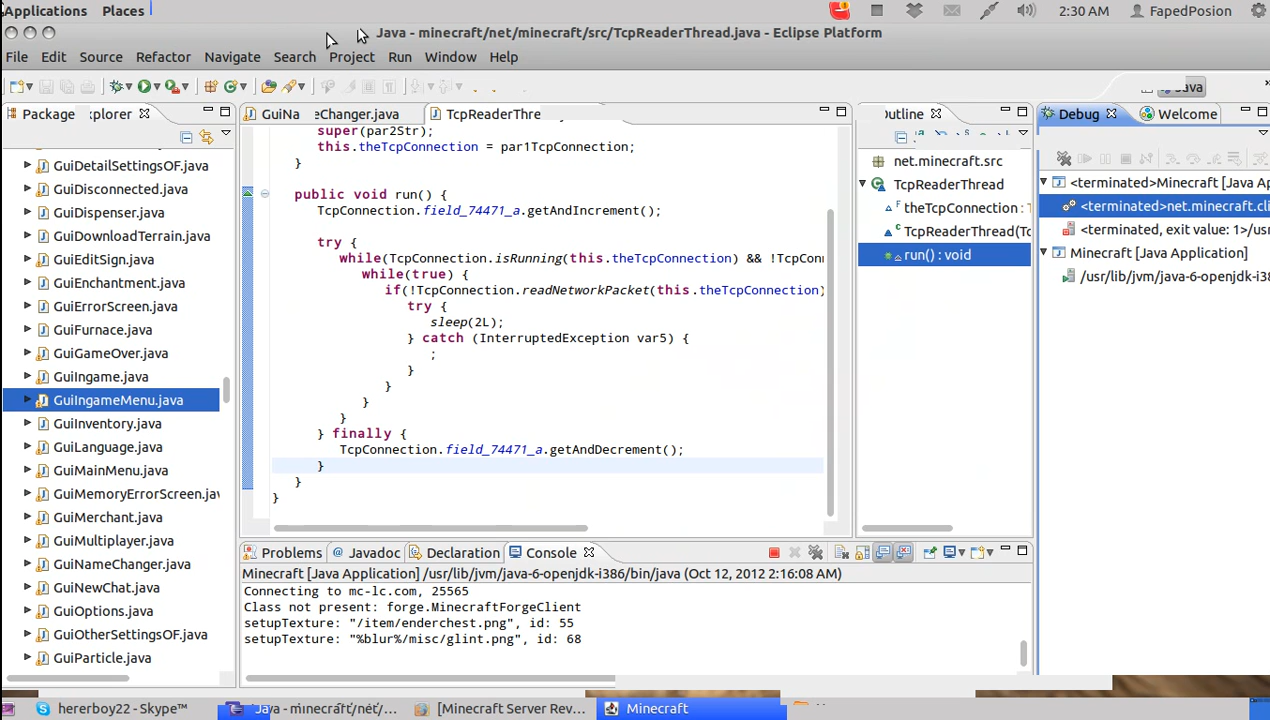 Applications Places 2:30 AM FapedPosion
Java - minecraft/net/minecraft/src/TcpReaderThread.java - Eclipse Platform
File Edit Source Refactor Navigate Search Project Run Window Help
Java
Package xplorer
GuiNa eChanger.java TcpReaderThre
utline
Debug Welcome
GuiDetailSettingsOF.java
GuiDisconnected.java
GuiDispenser.java
GuiDownloadTerrain.java
GuiEditSign.java
GuiEnchantment.java
GuiErrorScreen.java
GuiFurnace.java
GuiGameOver.java
GuiIngame.java
GuiIngameMenu.java
GuiInventory.java
GuiLanguage.java
GuiMainMenu.java
GuiMemoryErrorScreen.jav
GuiMerchant.java
GuiMultiplayer.java
GuiNameChanger.java
GuiNewChat.java
GuiOptions.java
GuiOtherSettingsOF.java
GuiParticle.java
super(par2Str);
this.theTcpConnection = par1TcpConnection;
}
public void run() {
TcpConnection.field_74471_a.getAndIncrement();
try {
while(TcpConnection.isRunning(this.theTcpConnection) && !TcpConn
while(true) {
if(!TcpConnection.readNetworkPacket(this.theTcpConnection)
try {
sleep(2L);
} catch (InterruptedException var5) {
;
}
}
}
}
} finally {
TcpConnection.field_74471_a.getAndDecrement();
}
}
}
net.minecraft.src
TcpReaderThread
theTcpConnection : T
TcpReaderThread(Tc
run() : void
<terminated>Minecraft [Java Ap
<terminated>net.minecraft.cli
<terminated, exit value: 1>/us
Minecraft [Java Application]
/usr/lib/jvm/java-6-openjdk-i38
Problems Javadoc Declaration Console
Minecraft [Java Application] /usr/lib/jvm/java-6-openjdk-i386/bin/java (Oct 12, 2012 2:16:08 AM)
Connecting to mc-lc.com, 25565
Class not present: forge.MinecraftForgeClient
setupTexture: "/item/enderchest.png", id: 55
setupTexture: "%blur%/misc/glint.png", id: 68
hererboy22 - Skype™ Java - minecraft/net/... [Minecraft Server Rev... Minecraft